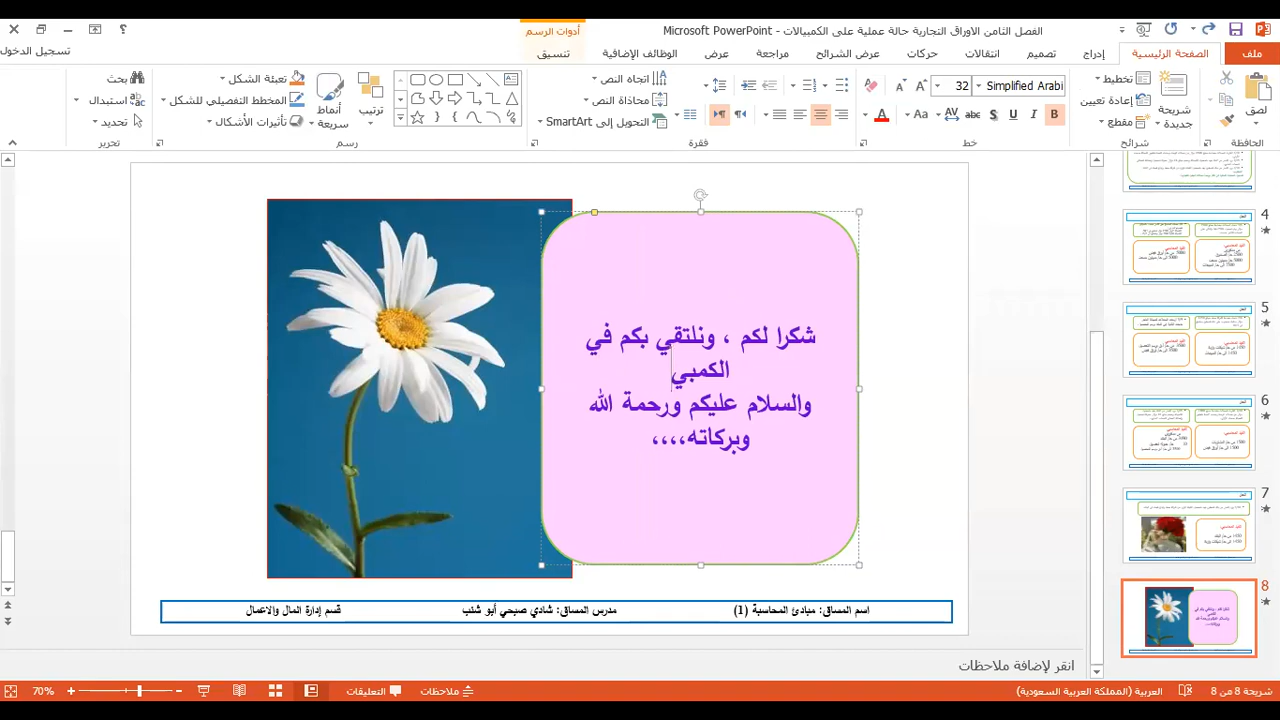 الفصل الثامن الاوراق التجارية حالة عملية على الكمبيالات - Microsoft PowerPoint
أدوات الرسم
تسجيل الدخول
ملف
الصفحة الرئيسية
إدراج
تصميم
انتقالات
حركات
عرض الشرائح
مراجعة
عرض
الوظائف الإضافية
تنسيق
لصق
الحافظة
شريحة جديدة
تخطيط
إعادة تعيين
مقطع
شرائح
Simplified Arabi
32
خط
اتجاه النص
محاذاة النص
التحويل إلى SmartArt
فقرة
ترتيب
أنماط سريعة
تعبئة الشكل
المخطط التفصيلي للشكل
تأثيرات الأشكال
رسم
بحث
استبدال
تحديد
تحرير
شكرا لكم ، ونلتقي بكم في
الكمبي
والسلام عليكم ورحمة الله
وبركاته،،،،
اسم المساق: مبادئ المحاسبة (1)
مدرس المساق: شادي صبحي أبو شنب
قسم إدارة المال والاعمال
4
5
6
7
8
انقر لإضافة ملاحظات
شريحة 8 من 8
العربية (المملكة العربية السعودية)
ملاحظات
التعليقات
70%